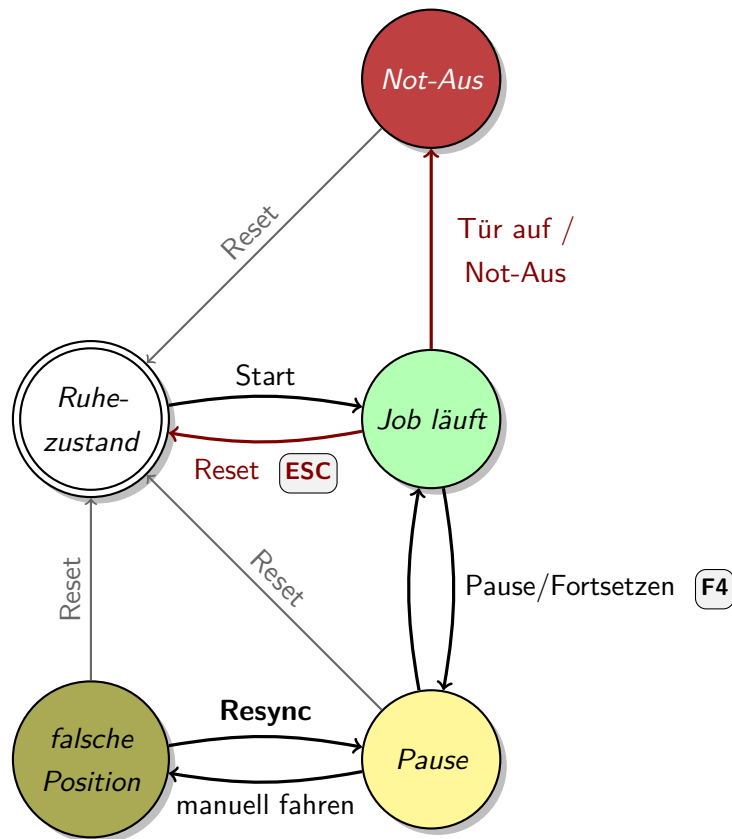 Not-Aus
Reset
Tür auf /
Not-Aus
Start
Ruhe-
zustand
Job läuft
Reset ESC
Reset
Reset
Pause/Fortsetzen F4
Resync
falsche
Position
Pause
manuell fahren